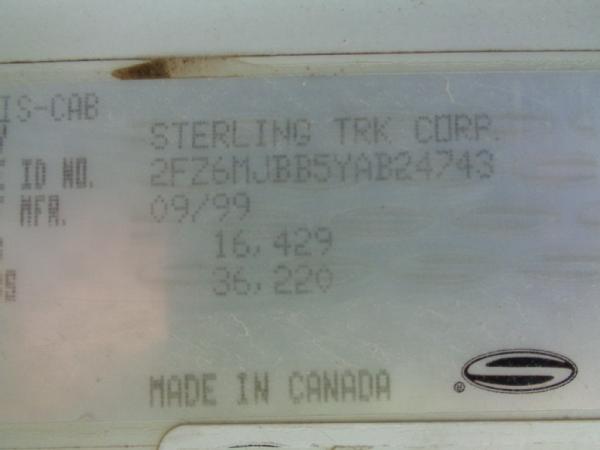 IS-CAB
STERLING TRK CORP.
ID NO. 2FZ6MJBB5YAB24743
MFR. 09/99
16,429
36,220
MADE IN CANADA ®